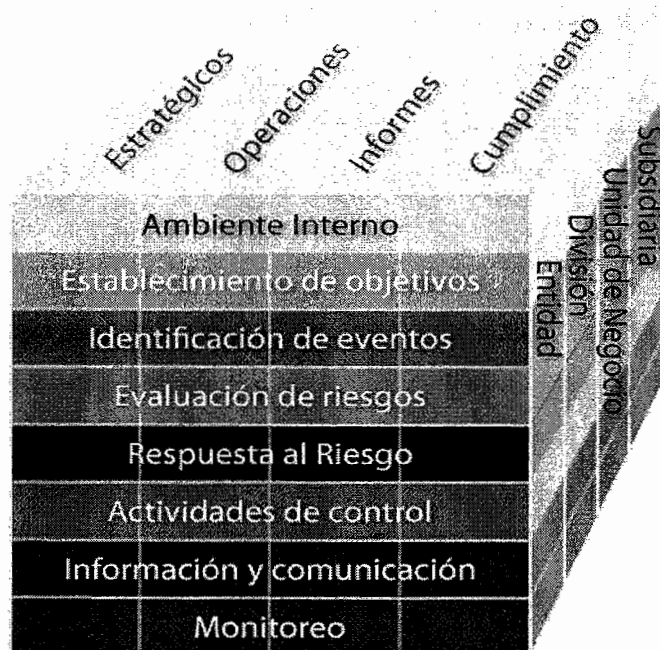 Estratégicos
Operaciones
Informes
Cumplimiento
Ambiente Interno
Establecimiento de objetivos
Identificación de eventos
Evaluación de riesgos
Respuesta al Riesgo
Actividades de control
Información y comunicación
Monitoreo
Entidad
División
Unidad de Negocio
Subsidiaria